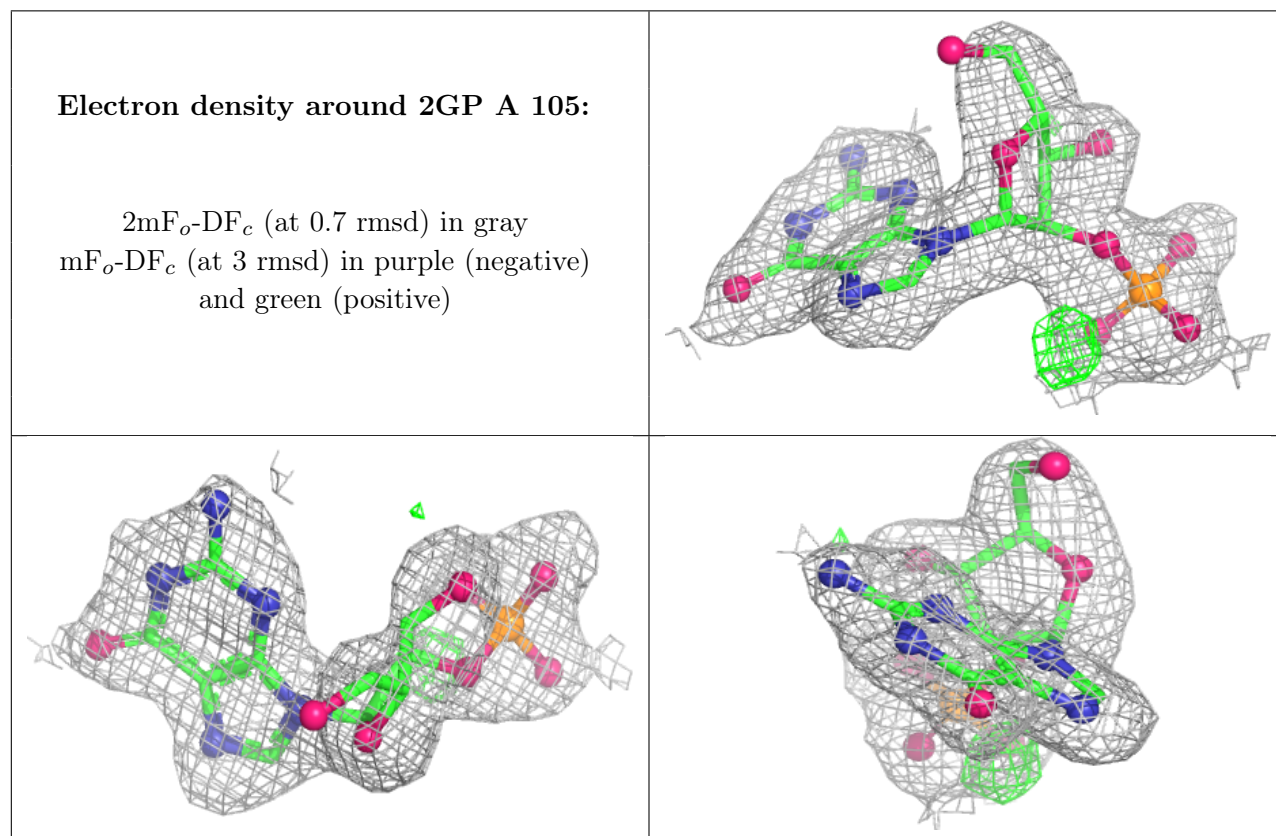 Electron density around 2GP A 105:
2mFo-DFc (at 0.7 rmsd) in gray
mFo-DFc (at 3 rmsd) in purple (negative)
and green (positive)